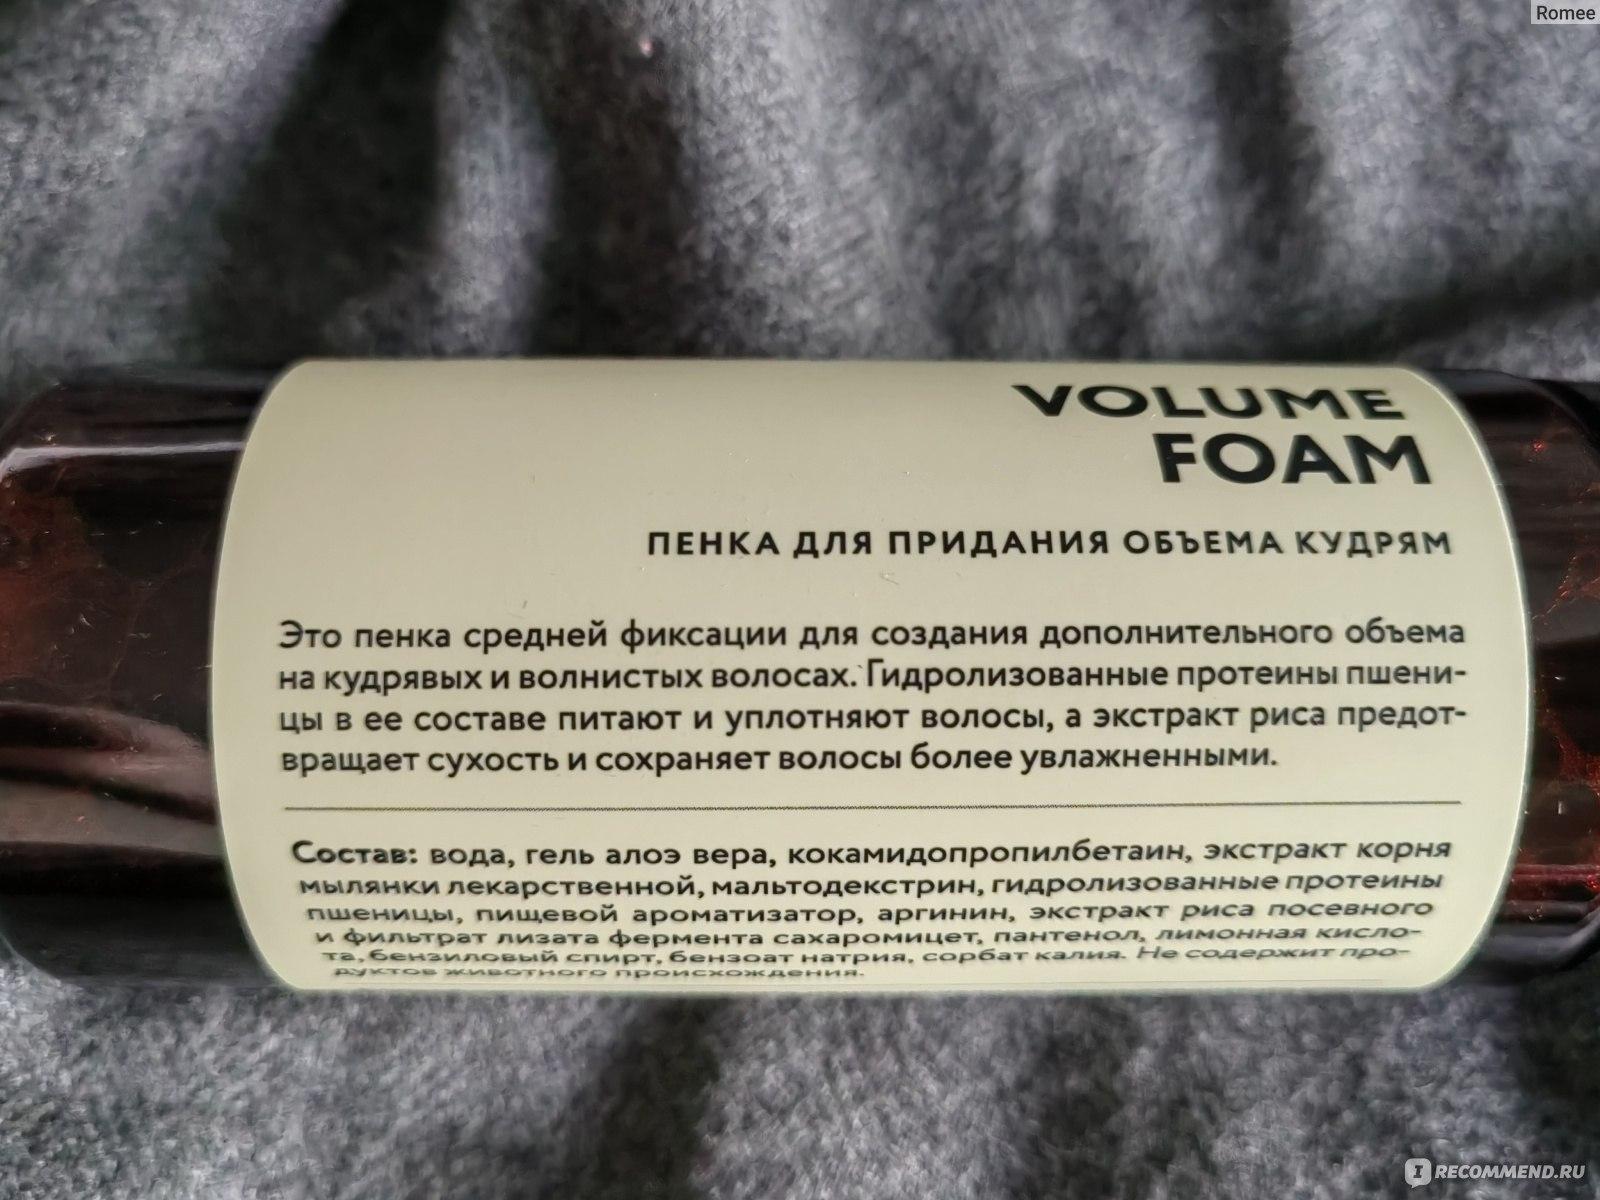 Romee
VOLUME
FOAM
ПЕНКА ДЛЯ ПРИДАНИЯ ОБЪЕМА КУДРЯМ
Это пенка средней фиксации для создания дополнительного объема
на кудрявых и волнистых волосах. Гидролизованные протеины пшени-
цы в ее составе питают и уплотняют волосы, а экстракт риса предот-
вращает сухость и сохраняет волосы более увлажненными.
Состав: вода, гель алоэ вера, кокамидопропилбетаин, экстракт корня
мылянки лекарственной, мальтодекстрин, гидролизованные протеины
пшеницы, пищевой ароматизатор, аргинин, экстракт риса посевного
и фильтрат лизата фермента сахаромицет, пантенол, лимонная кисло-
та, бензиловый спирт, бензоат натрия, сорбат калия. Не содержит про-
дуктов животного происхождения.
IRECOMMEND.RU